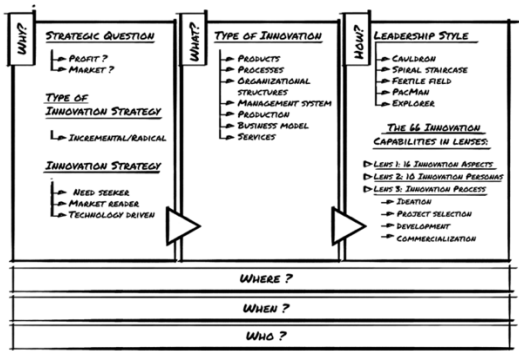 Why?
Strategic Question
Profit ?
Market ?
Type of
Innovation Strategy
Incremental/Radical
Innovation Strategy
Need seeker
Market reader
Technology driven
What?
Type of Innovation
Products
Processes
Organizational
structures
Management system
Production
Business model
Services
How?
Leadership Style
Cauldron
Spiral staircase
Fertile field
PacMan
Explorer
The 66 Innovation
Capabilities in lenses:
Lens 1: 16 Innovation Aspects
Lens 2: 10 Innovation Personas
Lens 3: Innovation Process
Ideation
Project selection
Development
Commercialization
Where ?
When ?
Who ?